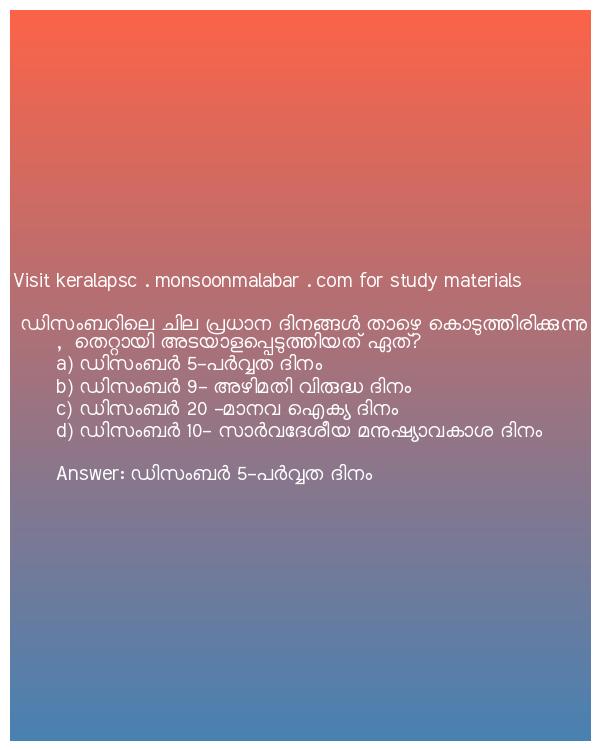 Visit keralapsc . monsoonmalabar . com for study materials
ഡിസംബറിലെ ചില പ്രധാന ദിനങ്ങൾ താഴെ കൊടുത്തിരിക്കുന്നു
, തെറ്റായി അടയാളപ്പെടുത്തിയത് ഏത്?
a) ഡിസംബർ 5-പർവ്വത ദിനം
b) ഡിസംബർ 9- അഴിമതി വിരുദ്ധ ദിനം
c) ഡിസംബർ 20 -മാനവ ഐക്യ ദിനം
d) ഡിസംബർ 10- സാർവദേശീയ മനുഷ്യാവകാശ ദിനം
Answer: ഡിസംബർ 5-പർവ്വത ദിനം